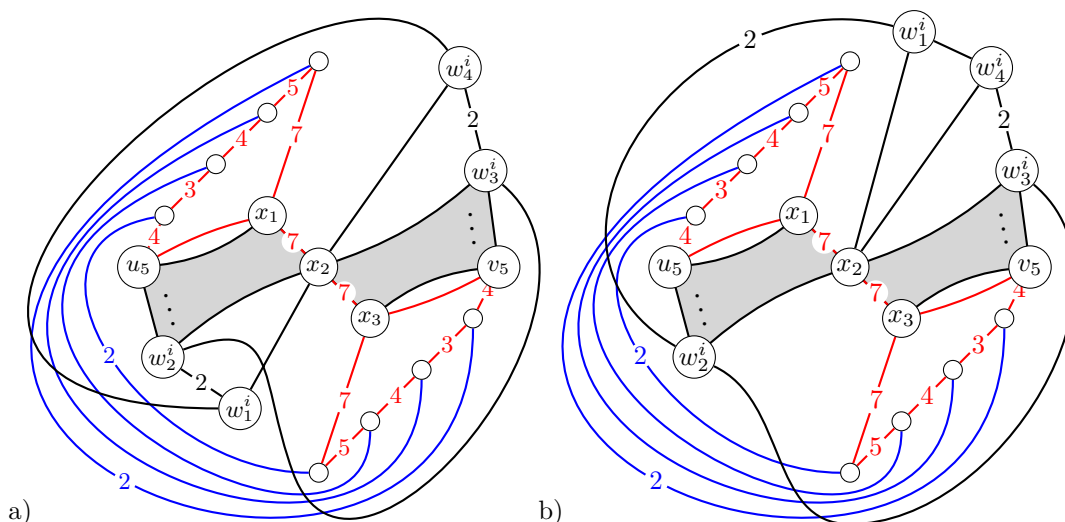 w_4^i w_1^i 2 w_4^i
5 5
4 7 2 4 7 2
3 w_3^i 3 w_3^i
4 x_1 4 x_1
u_5 7 x_2 v_5 u_5 7 x_2 v_5
7 4 7 4
w_2^i x_3 w_2^i x_3
2 2 3 2 3
w_1^i 7 4 7 4
5 5
2 2
a) b)